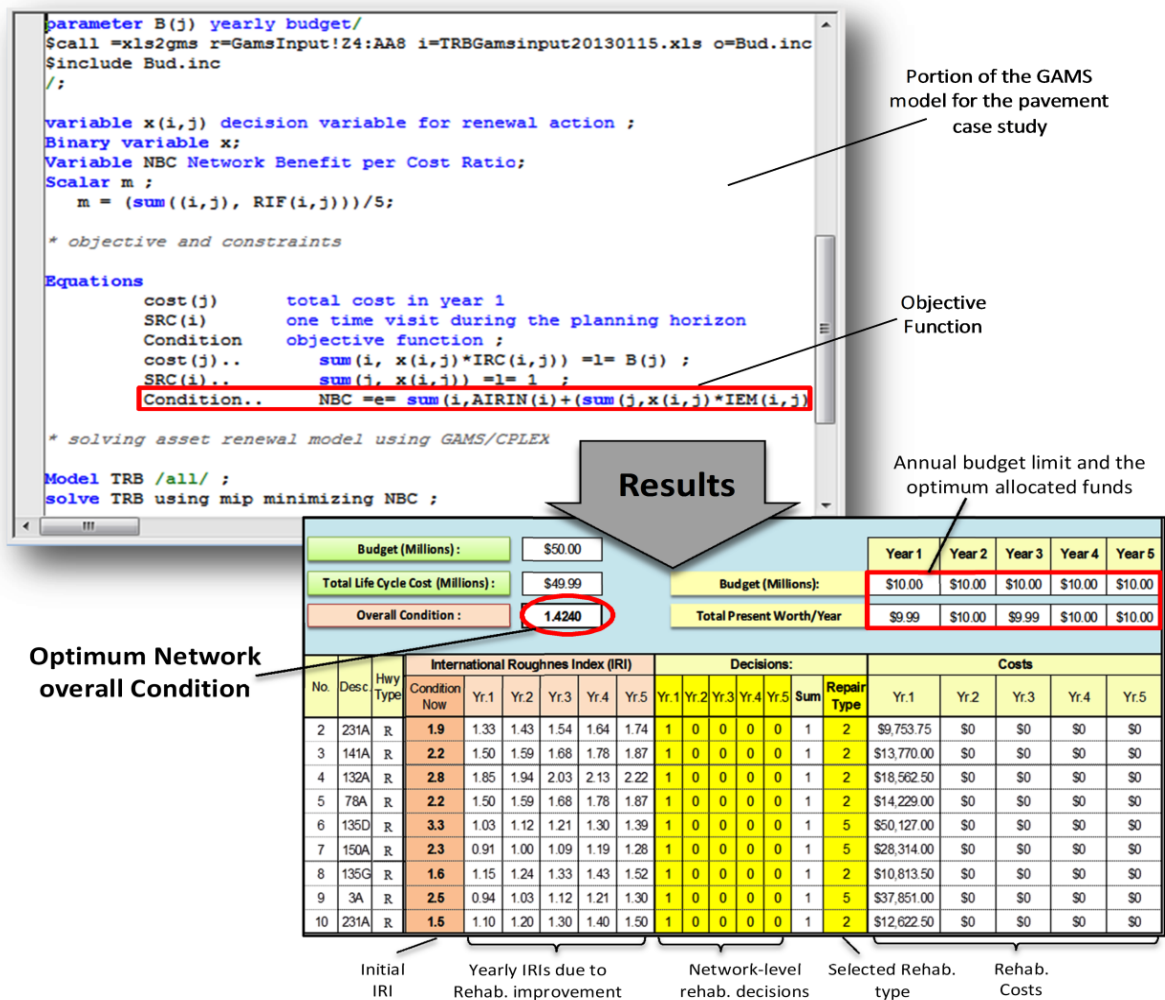 parameter B(j) yearly budget/
$call =xls2gms r=GamsInput!Z4:AA8 i=TRBGamsinput20130115.xls o=Bud.inc
$include Bud.inc
/;
variable x(i,j) decision variable for renewal action ;
Binary variable x;
Variable NBC Network Benefit per Cost Ratio;
Scalar m ;
m = (sum((i,j), RIF(i,j)))/5;
* objective and constraints
Equations
cost(j) total cost in year 1
SRC(i) one time visit during the planning horizon
Condition objective function ;
cost(j).. sum(i, x(i,j)*IRC(i,j)) =l= B(j) ;
SRC(i).. sum(j, x(i,j)) =l= 1 ;
Condition.. NBC =e= sum(i,AIRIN(i)+(sum(j,x(i,j)*IEM(i,j)
* solving asset renewal model using GAMS/CPLEX
Model TRB /all/ ;
solve TRB using mip minimizing NBC ;
Portion of the GAMS
model for the pavement
case study
Objective
Function
Results
Annual budget limit and the
optimum allocated funds
Budget (Millions) : $50.00
Total Life Cycle Cost (Millions) : $49.99
Overall Condition : 1.4240
Year 1 Year 2 Year 3 Year 4 Year 5
Budget (Millions): $10.00 $10.00 $10.00 $10.00 $10.00
Total Present Worth/Year $9.99 $10.00 $9.99 $10.00 $10.00
Optimum Network
overall Condition
International Roughnes Index (IRI) Decisions: Costs
No. Desc. Hwy Type Condition Now Yr.1 Yr.2 Yr.3 Yr.4 Yr.5 Yr.1 Yr.2 Yr.3 Yr.4 Yr.5 Sum Repair Type Yr.1 Yr.2 Yr.3 Yr.4 Yr.5
2 231A R 1.9 1.33 1.43 1.54 1.64 1.74 1 0 0 0 0 1 2 $9,753.75 $0 $0 $0 $0
3 141A R 2.2 1.50 1.59 1.68 1.78 1.87 1 0 0 0 0 1 2 $13,770.00 $0 $0 $0 $0
4 132A R 2.8 1.85 1.94 2.03 2.13 2.22 1 0 0 0 0 1 2 $18,562.50 $0 $0 $0 $0
5 78A R 2.2 1.50 1.59 1.68 1.78 1.87 1 0 0 0 0 1 2 $14,229.00 $0 $0 $0 $0
6 135D R 3.3 1.03 1.12 1.21 1.30 1.39 1 0 0 0 0 1 5 $50,127.00 $0 $0 $0 $0
7 150A R 2.3 0.91 1.00 1.09 1.19 1.28 1 0 0 0 0 1 5 $28,314.00 $0 $0 $0 $0
8 135G R 1.6 1.15 1.24 1.33 1.43 1.52 1 0 0 0 0 1 2 $10,813.50 $0 $0 $0 $0
9 3A R 2.5 0.94 1.03 1.12 1.21 1.30 1 0 0 0 0 1 5 $37,851.00 $0 $0 $0 $0
10 231A R 1.5 1.10 1.20 1.30 1.40 1.50 1 0 0 0 0 1 2 $12,622.50 $0 $0 $0 $0
Initial
IRI
Yearly IRIs due to
Rehab. improvement
Network-level
rehab. decisions
Selected Rehab.
type
Rehab.
Costs